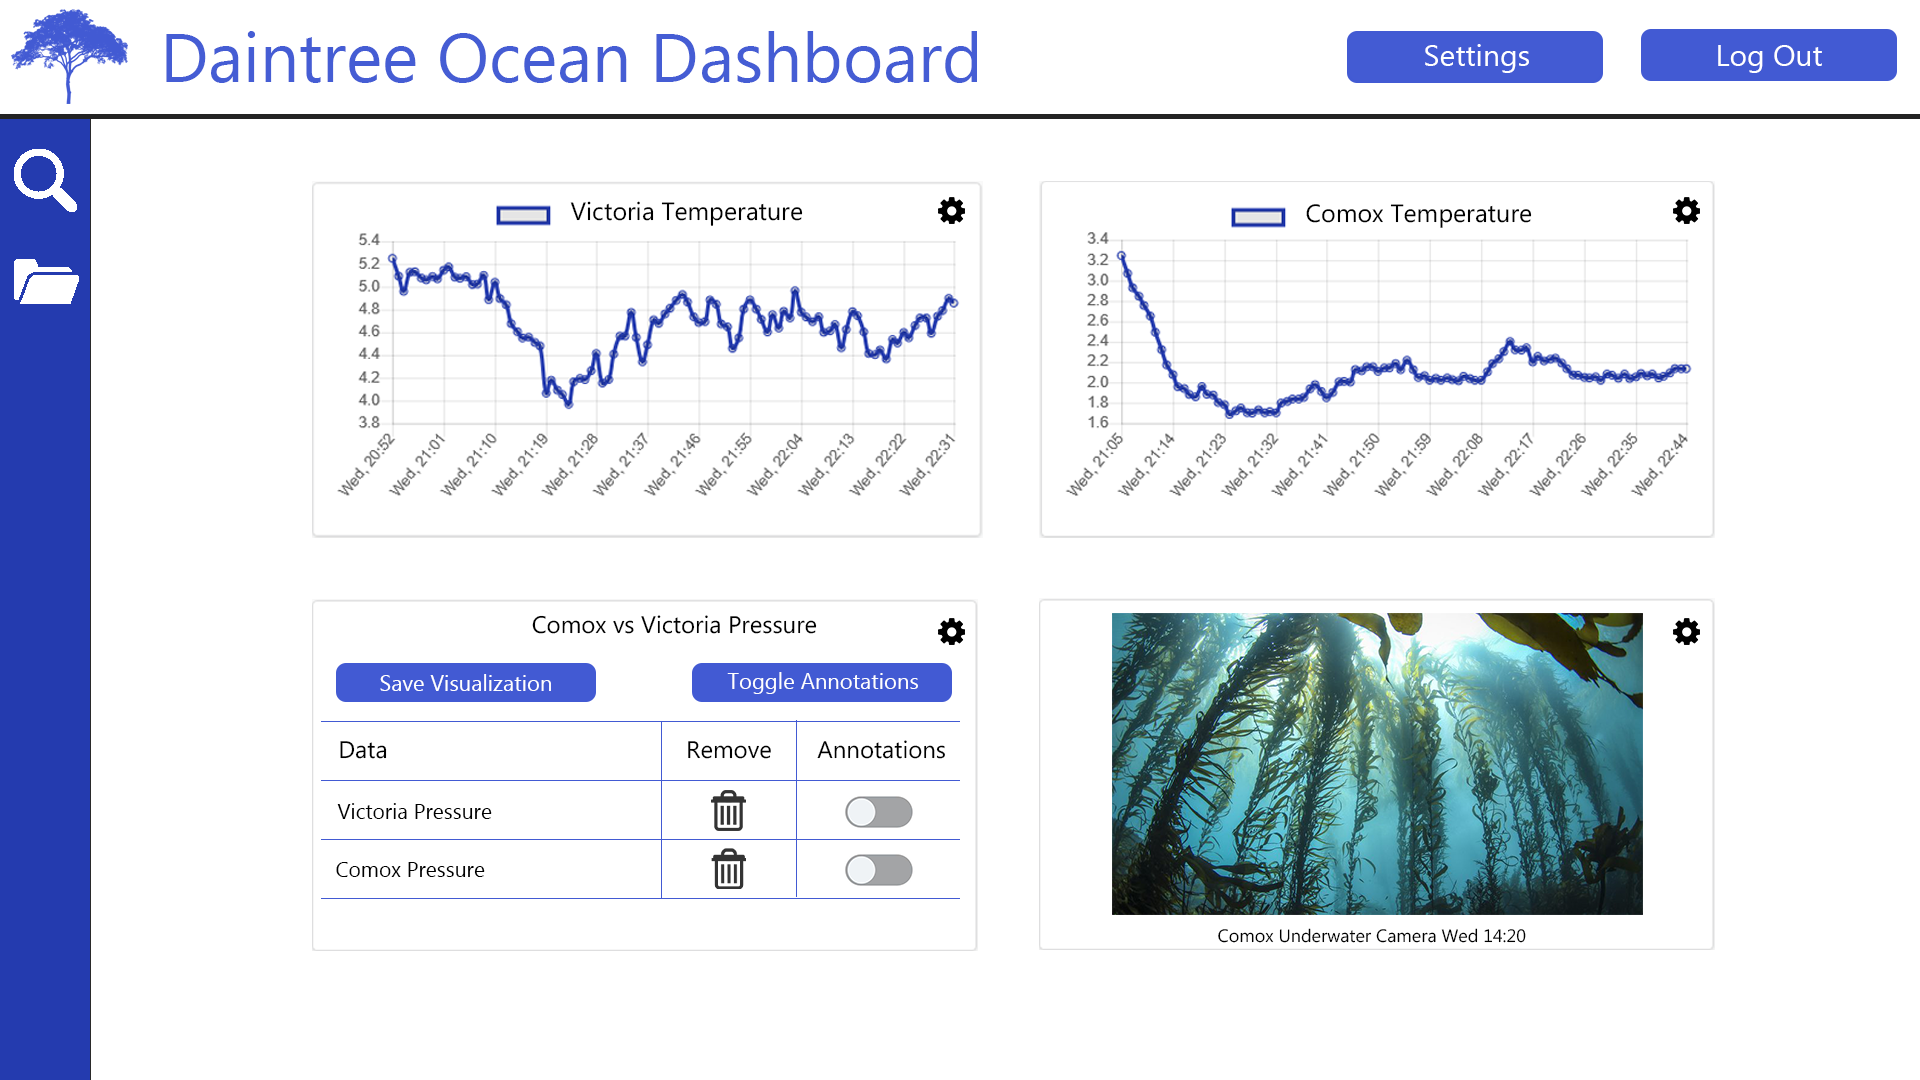 Daintree Ocean Dashboard
Settings
Log Out
Victoria Temperature
5.4
5.2
5.0
4.8
4.6
4.4
4.2
4.0
3.8
Wed, 20:52
Wed, 21:01
Wed, 21:10
Wed, 21:19
Wed, 21:28
Wed, 21:37
Wed, 21:46
Wed, 21:55
Wed, 22:04
Wed, 22:13
Wed, 22:22
Wed, 22:31
Comox Temperature
3.4
3.2
3.0
2.8
2.6
2.4
2.2
2.0
1.8
1.6
Wed, 21:05
Wed, 21:14
Wed, 21:23
Wed, 21:32
Wed, 21:41
Wed, 21:50
Wed, 21:59
Wed, 22:08
Wed, 22:17
Wed, 22:26
Wed, 22:35
Wed, 22:44
Comox vs Victoria Pressure
Save Visualization
Toggle Annotations
Data Remove Annotations
Victoria Pressure
Comox Pressure
Comox Underwater Camera Wed 14:20